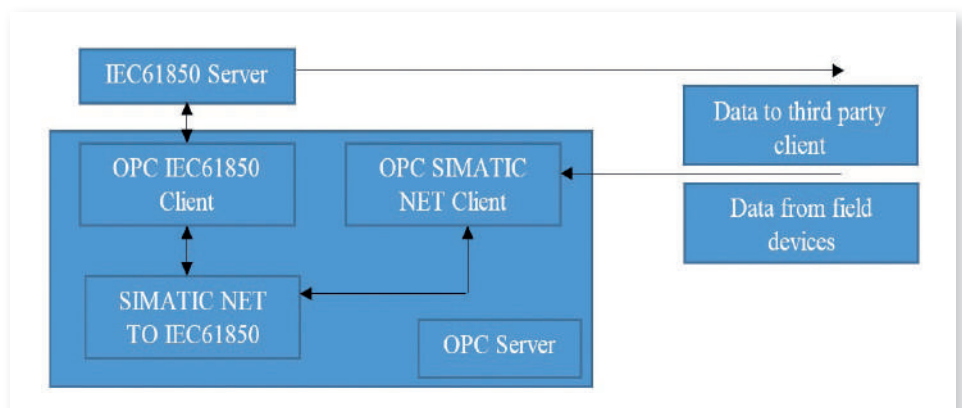 IEC61850 Server
Data to third party
client
OPC IEC61850
Client
OPC SIMATIC
NET Client
Data from field
devices
SIMATIC NET
TO IEC61850
OPC Server